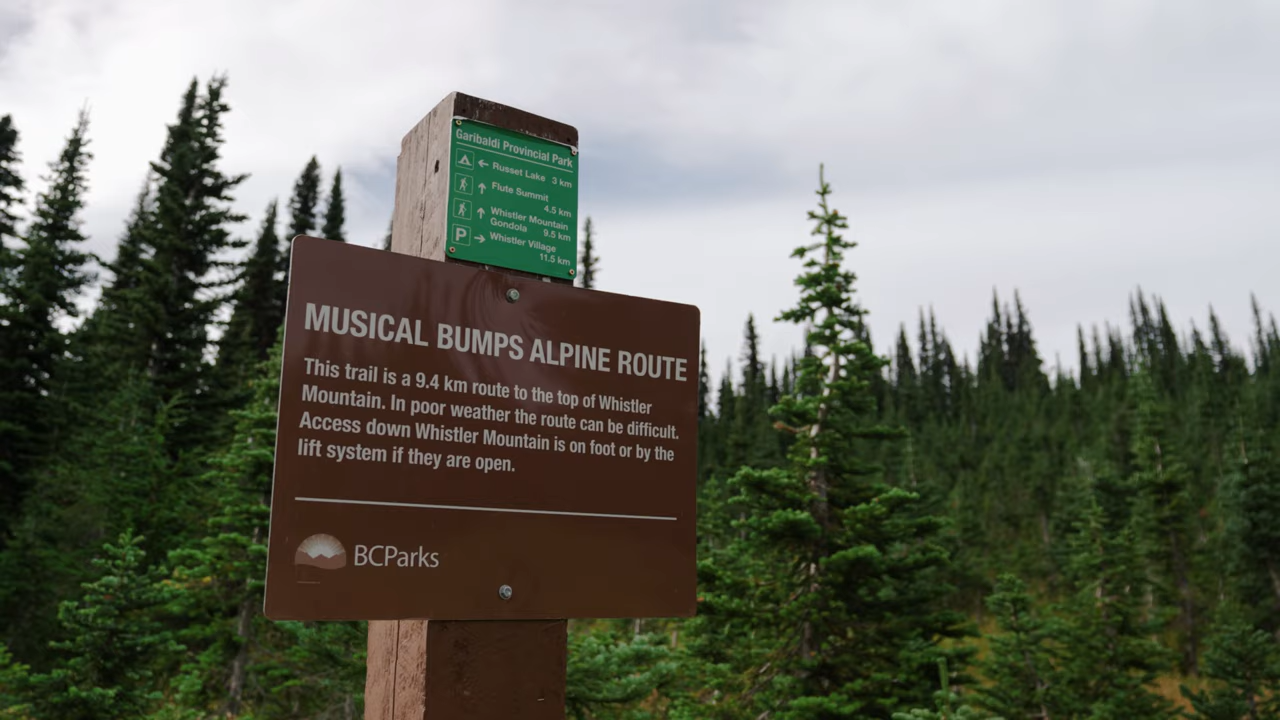 Garibaldi Provincial Park
← Russet Lake 3 km
↑ Flute Summit
4.5 km
↑ Whistler Mountain
Gondola 9.5 km
P → Whistler Village
11.5 km
MUSICAL BUMPS ALPINE ROUTE
This trail is a 9.4 km route to the top of Whistler
Mountain. In poor weather the route can be difficult.
Access down Whistler Mountain is on foot or by the
lift system if they are open.
BCParks